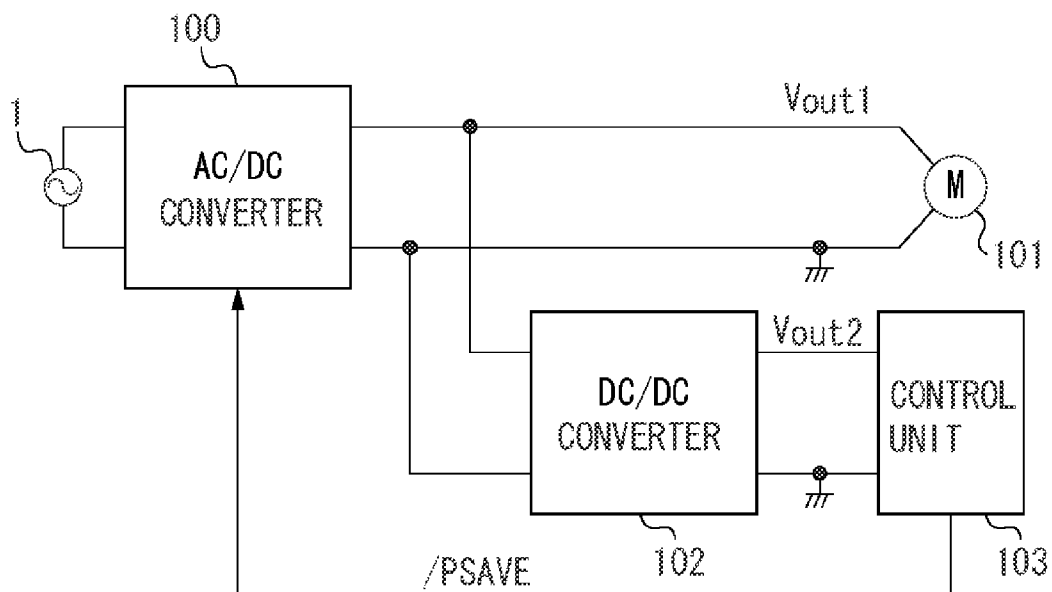 100
1
Vout1
AC/DC
CONVERTER
M
101
Vout2
DC/DC
CONVERTER
CONTROL
UNIT
102
103
/PSAVE